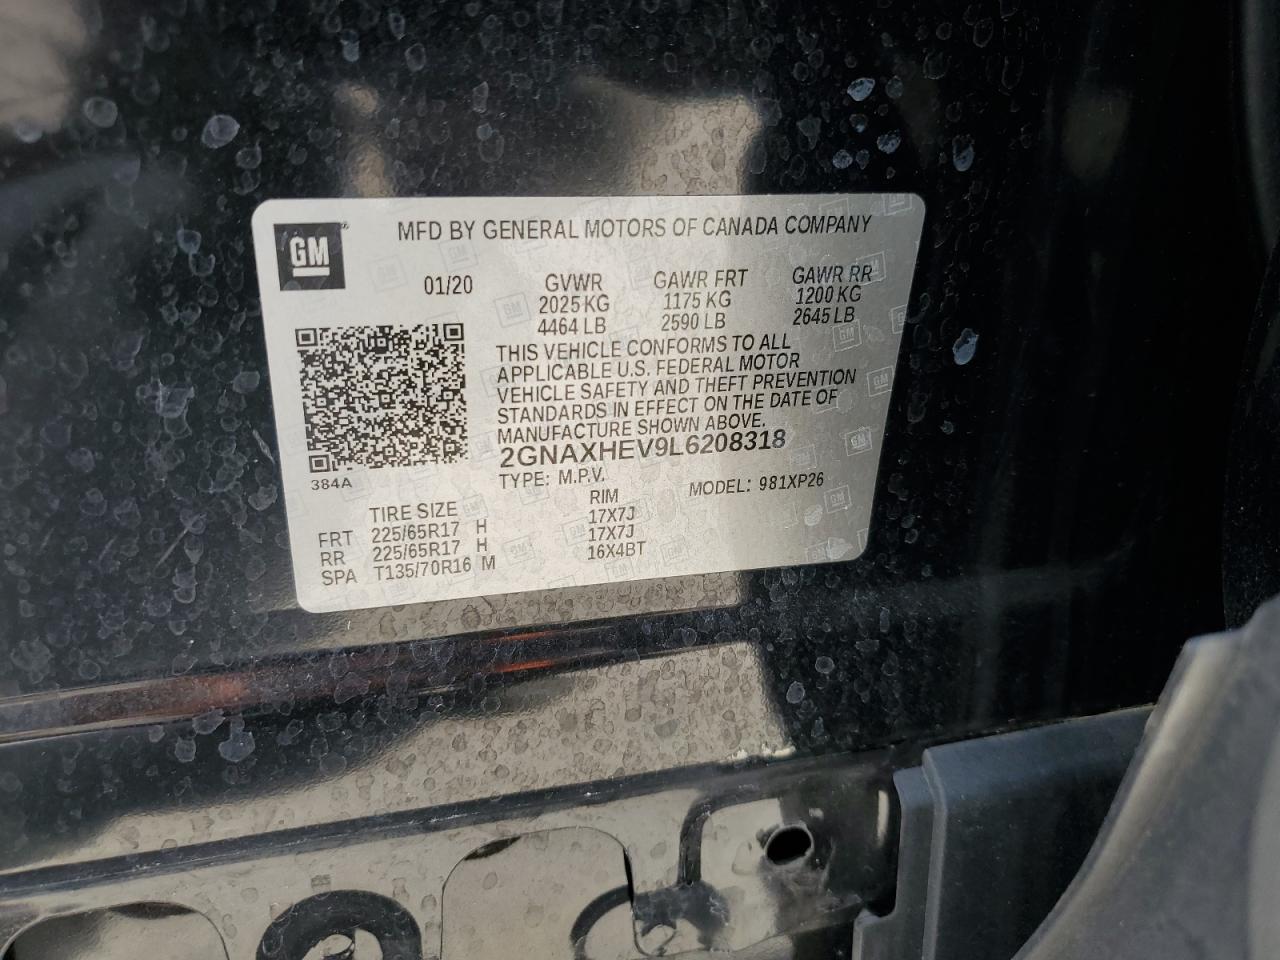 GM
MFD BY GENERAL MOTORS OF CANADA COMPANY
01/20 GVWR GAWR FRT GAWR RR
2025 KG 1175 KG 1200 KG
4464 LB 2590 LB 2645 LB
THIS VEHICLE CONFORMS TO ALL
APPLICABLE U.S. FEDERAL MOTOR
VEHICLE SAFETY AND THEFT PREVENTION
STANDARDS IN EFFECT ON THE DATE OF
MANUFACTURE SHOWN ABOVE.
2GNAXHEV9L6208318
384A
TYPE: M.P.V. MODEL: 981XP26
TIRE SIZE RIM
FRT 225/65R17 H 17X7J
RR 225/65R17 H 17X7J
SPA T135/70R16 M 16X4BT